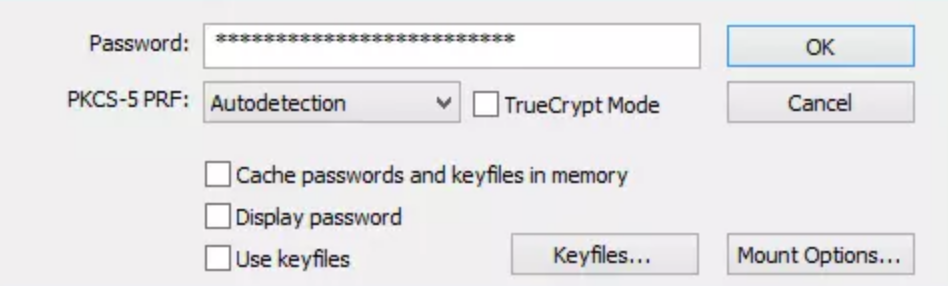 Password: *************************
OK
PKCS-5 PRF: Autodetection TrueCrypt Mode
Cancel
Cache passwords and keyfiles in memory
Display password
Use keyfiles
Keyfiles...
Mount Options...